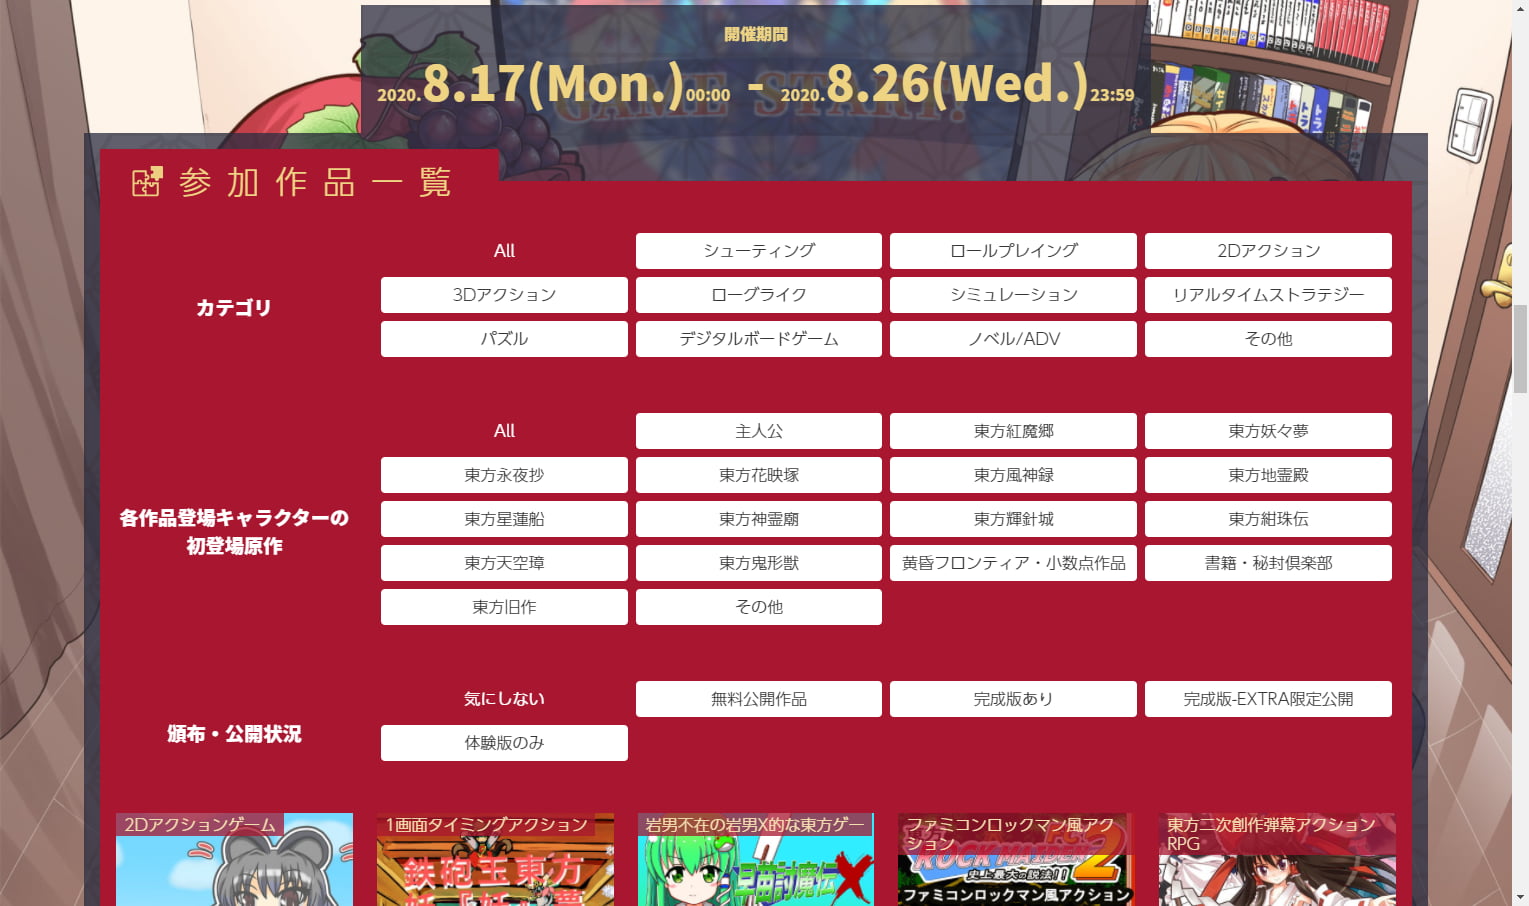 開催期間
2020.8.17(Mon.)00:00 - 2020.8.26(Wed.)23:59
GAME START!
参加作品一覧
カテゴリ
All
シューティング
ロールプレイング
2Dアクション
3Dアクション
ローグライク
シミュレーション
リアルタイムストラテジー
パズル
デジタルボードゲーム
ノベル/ADV
その他
各作品登場キャラクターの
初登場原作
All
主人公
東方紅魔郷
東方妖々夢
東方永夜抄
東方花映塚
東方風神録
東方地霊殿
東方星蓮船
東方神霊廟
東方輝針城
東方紺珠伝
東方天空璋
東方鬼形獣
黄昏フロンティア・小数点作品
書籍・秘封倶楽部
東方旧作
その他
頒布・公開状況
気にしない
無料公開作品
完成版あり
完成版-EXTRA限定公開
体験版のみ
2Dアクションゲーム
1画面タイミングアクション
鉄砲玉東方
岩男不在の岩男X的な東方ゲー
早苗討魔伝X
ファミコンロックマン風アク
ション
ROCK MAIDEN 2
史上最大の説法!!
ファミコンロックマン風アクション
東方二次創作弾幕アクション
RPG